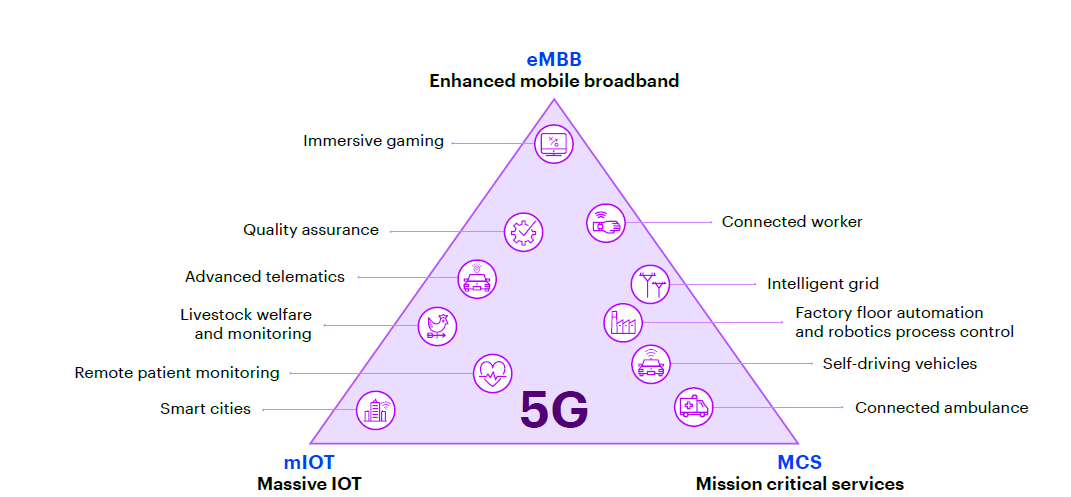 eMBB
Enhanced mobile broadband
Immersive gaming
Quality assurance
Connected worker
Advanced telematics
Intelligent grid
Livestock welfare
and monitoring
Factory floor automation
and robotics process control
Remote patient monitoring
Self-driving vehicles
Smart cities
5G
Connected ambulance
mIOT
Massive IOT
MCS
Mission critical services